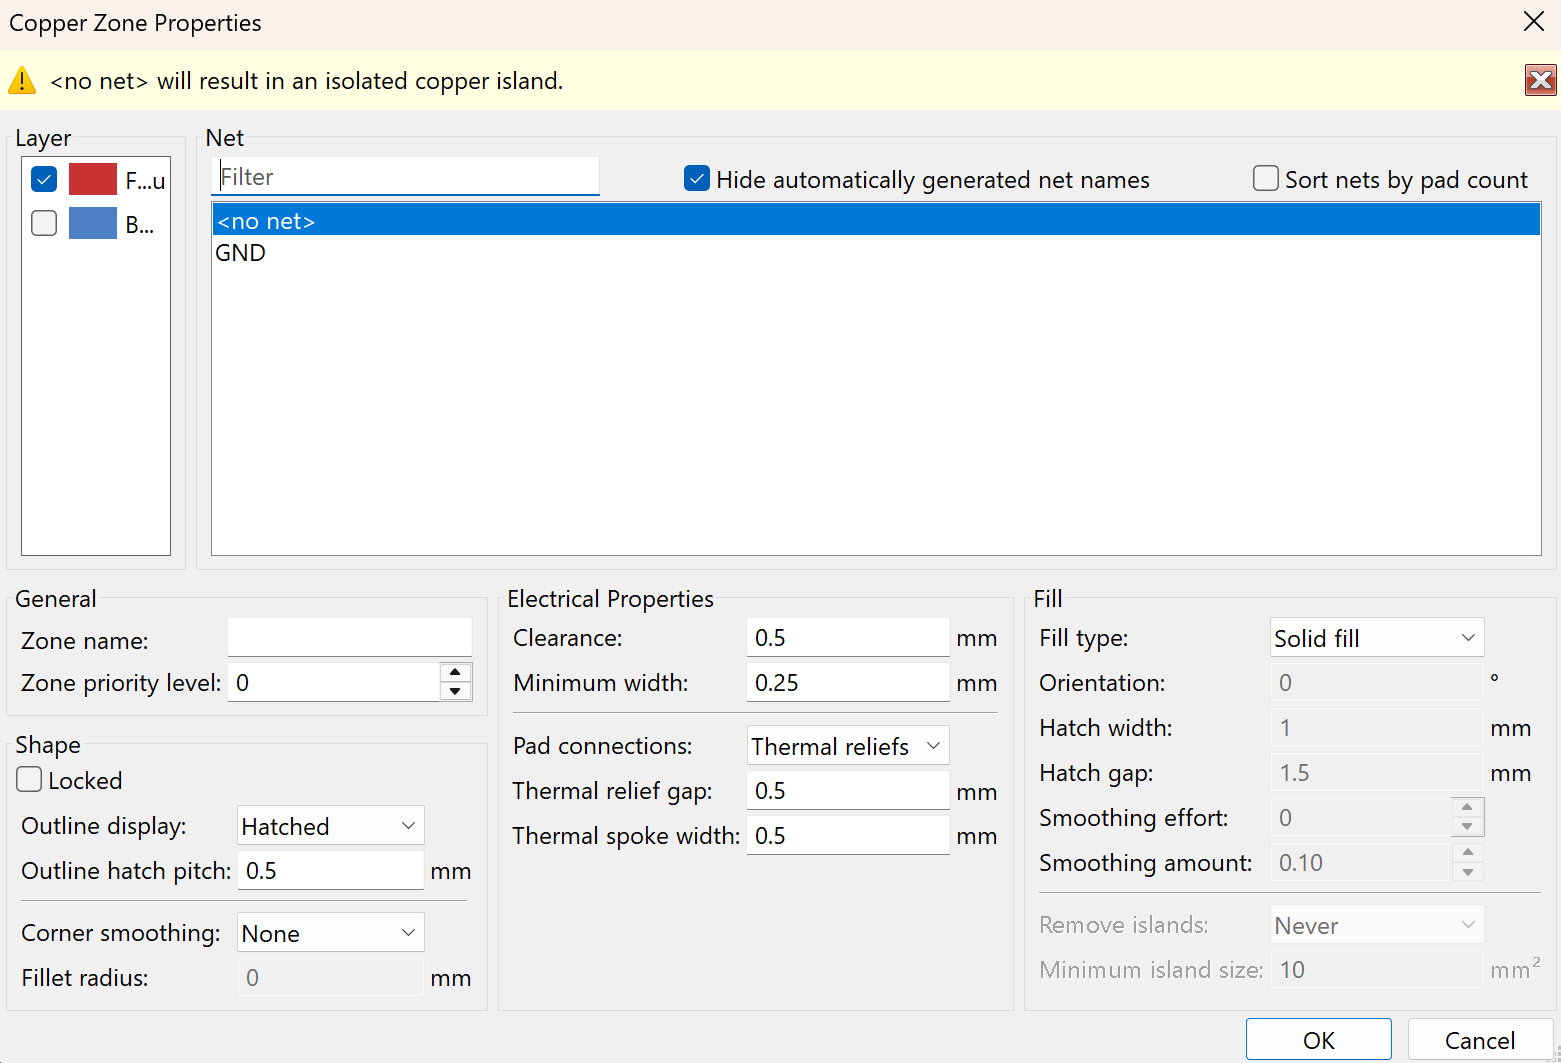 Copper Zone Properties
<no net> will result in an isolated copper island.
Layer
F...u
B...
Net
Filter
Hide automatically generated net names
Sort nets by pad count
<no net>
GND
General
Zone name:
Zone priority level: 0
Shape
Locked
Outline display: Hatched
Outline hatch pitch: 0.5 mm
Corner smoothing: None
Fillet radius: 0 mm
Electrical Properties
Clearance: 0.5 mm
Minimum width: 0.25 mm
Pad connections: Thermal reliefs
Thermal relief gap: 0.5 mm
Thermal spoke width: 0.5 mm
Fill
Fill type: Solid fill
Orientation: 0 °
Hatch width: 1 mm
Hatch gap: 1.5 mm
Smoothing effort: 0
Smoothing amount: 0.10
Remove islands: Never
Minimum island size: 10 mm²
OK
Cancel